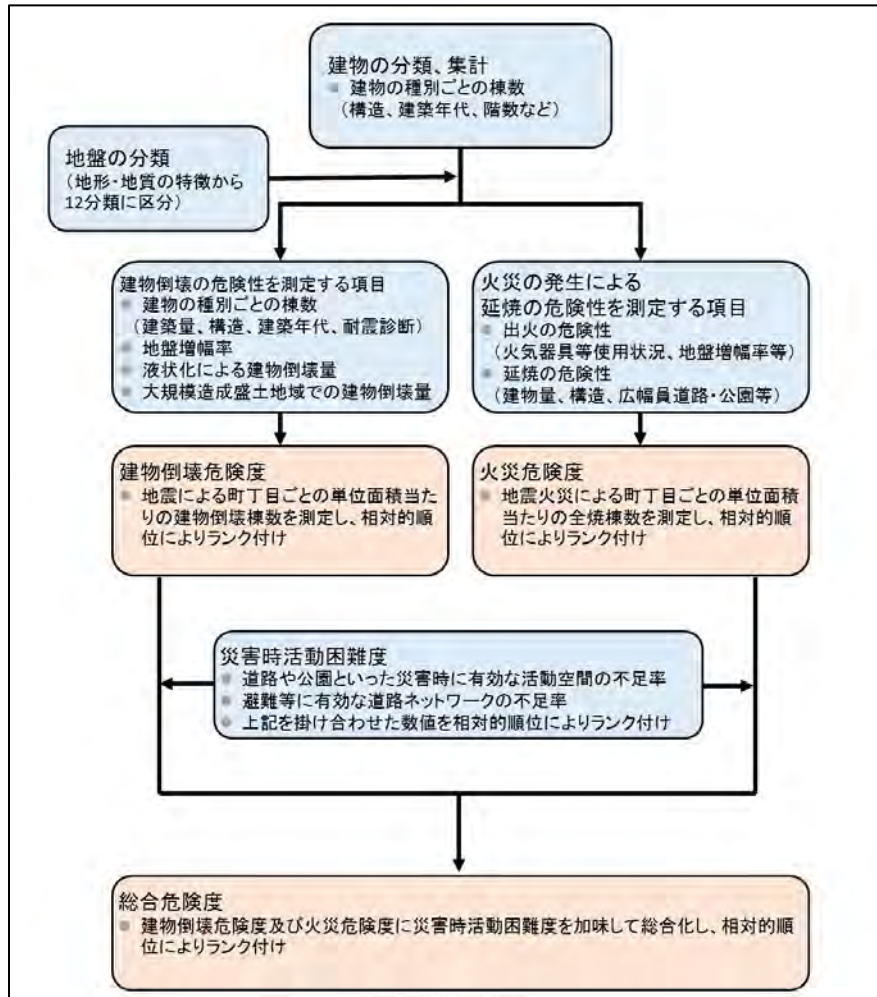 建物の分類、集計
建物の種別ごとの棟数
（構造、建築年代、階数など）
地盤の分類
（地形・地質の特徴から
12分類に区分）
建物倒壊の危険性を測定する項目
建物の種別ごとの棟数
（建築量、構造、建築年代、耐震診断）
地盤増幅率
液状化による建物倒壊量
大規模造成盛土地域での建物倒壊量
火災の発生による
延焼の危険性を測定する項目
出火の危険性
（火気器具等使用状況、地盤増幅率等）
延焼の危険性
（建物量、構造、広幅員道路・公園等）
建物倒壊危険度
地震による町丁目ごとの単位面積当た
りの建物倒壊棟数を測定し、相対的順
位によりランク付け
火災危険度
地震火災による町丁目ごとの単位面積
当たりの全焼棟数を測定し、相対的順
位によりランク付け
災害時活動困難度
道路や公園といった災害時に有効な活動空間の不足率
避難等に有効な道路ネットワークの不足率
上記を掛け合わせた数値を相対的順位によりランク付け
総合危険度
建物倒壊危険度及び火災危険度に災害時活動困難度を加味して総合化し、相対的順
位によりランク付け